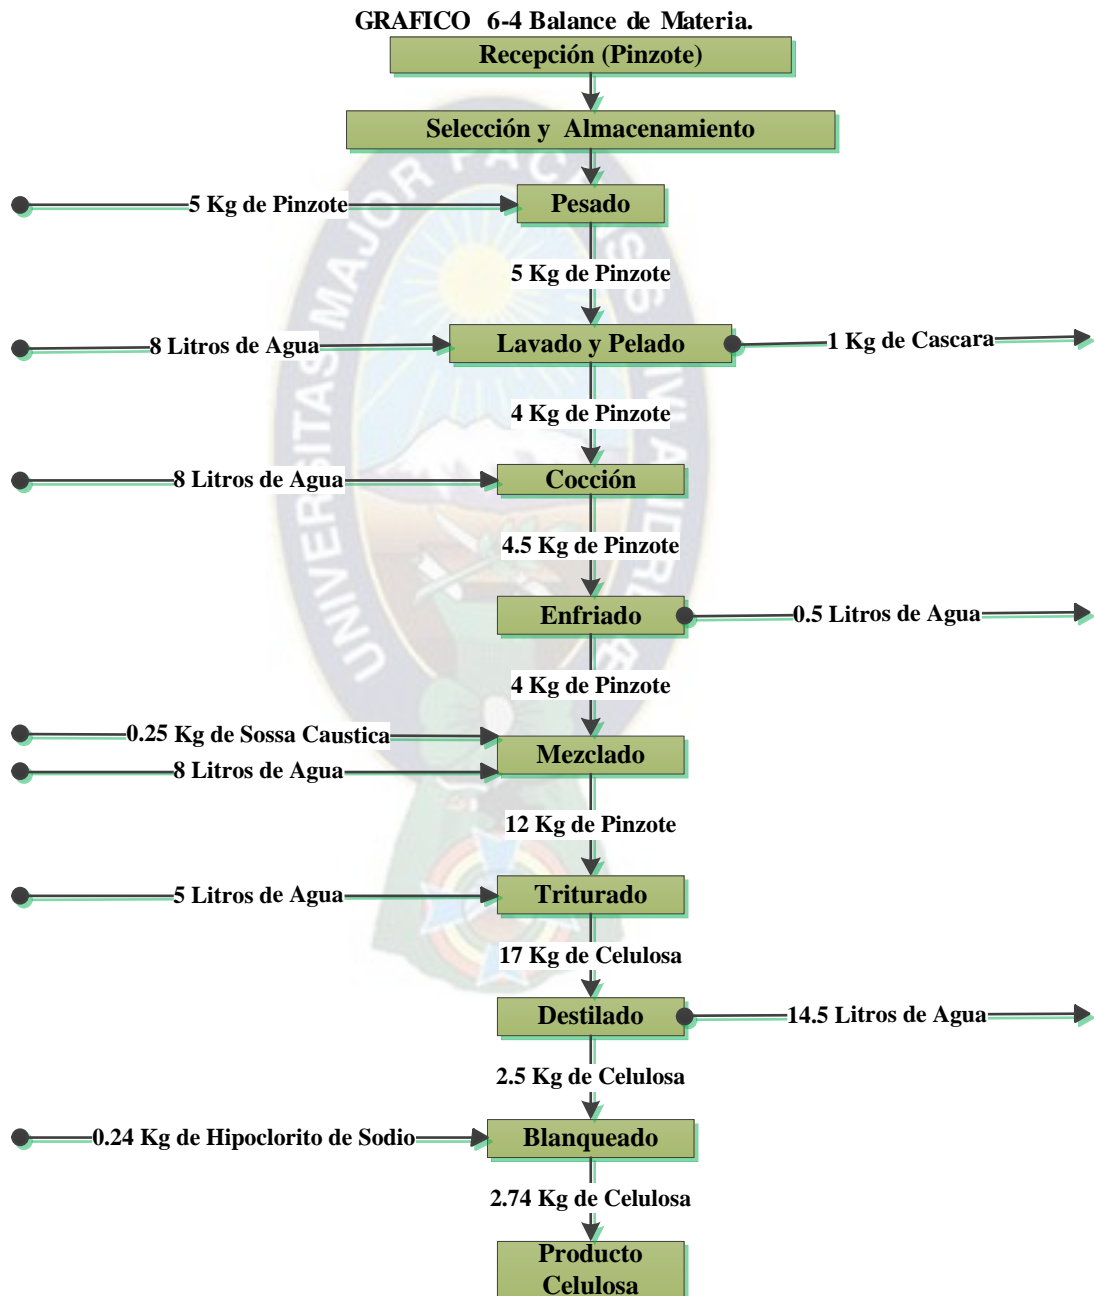 GRAFICO 6-4 Balance de Materia.
Recepción (Pinzote)
Selección y Almacenamiento
5 Kg de Pinzote
Pesado
5 Kg de Pinzote
8 Litros de Agua
Lavado y Pelado
1 Kg de Cascara
4 Kg de Pinzote
8 Litros de Agua
Cocción
4.5 Kg de Pinzote
Enfriado
0.5 Litros de Agua
4 Kg de Pinzote
0.25 Kg de Sossa Caustica
8 Litros de Agua
Mezclado
12 Kg de Pinzote
5 Litros de Agua
Triturado
17 Kg de Celulosa
Destilado
14.5 Litros de Agua
2.5 Kg de Celulosa
0.24 Kg de Hipoclorito de Sodio
Blanqueado
2.74 Kg de Celulosa
Producto
Celulosa
UNIVERSITAS MAJOR